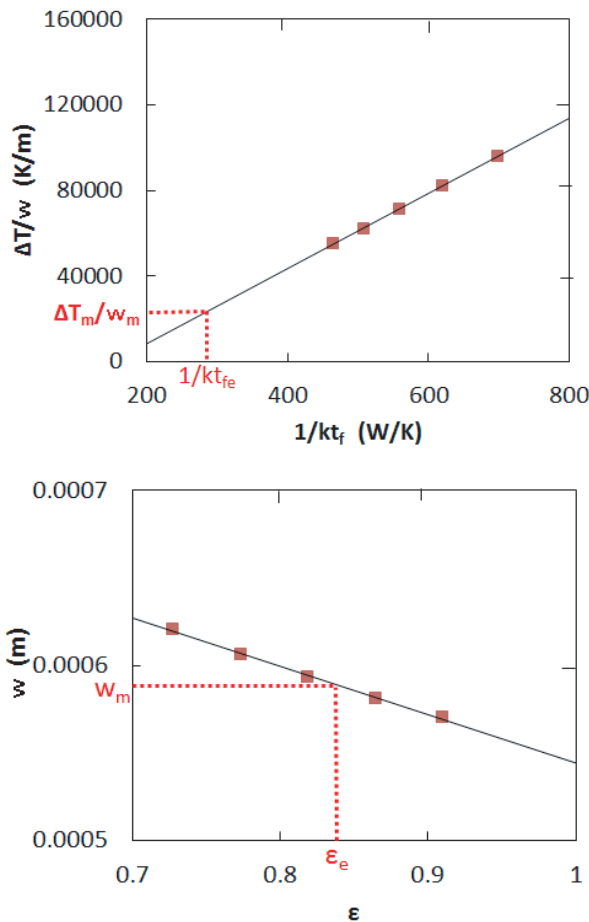 160000
120000
80000
40000
0
ΔT/w (K/m)
ΔTm/wm
1/ktfe
200 400 600 800
1/ktf (W/K)
0.0007
0.0006
0.0005
w (m)
wm
εe
0.7 0.8 0.9 1
ε